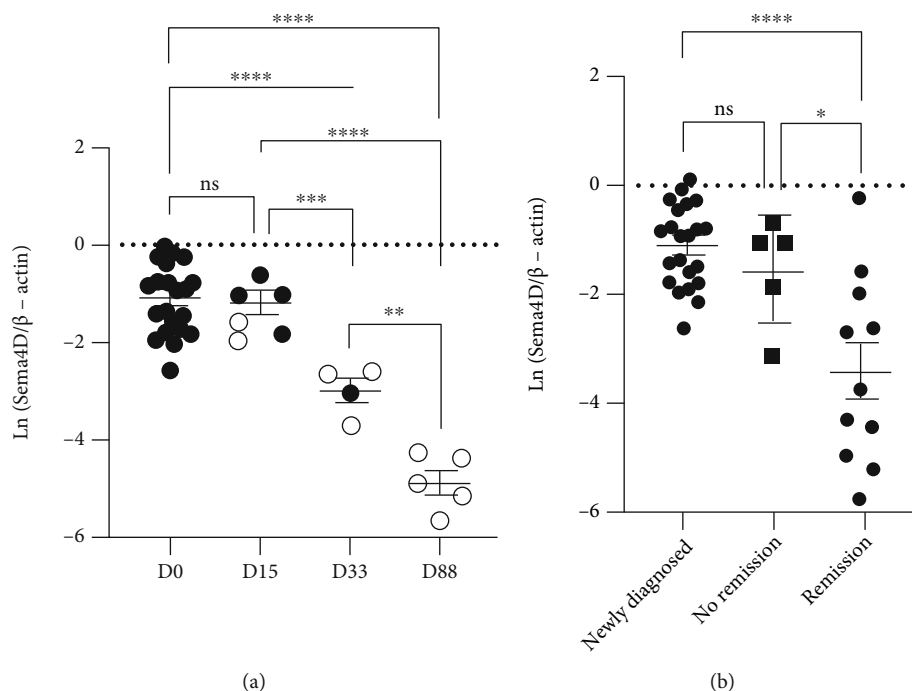 ****
****
****
ns
***
**
2
0
−2
−4
−6
Ln (Sema4D/β – actin)
D0
D15
D33
D88
(a)
****
ns
*
2
0
−2
−4
−6
Ln (Sema4D/β – actin)
Newly diagnosed
No remission
Remission
(b)